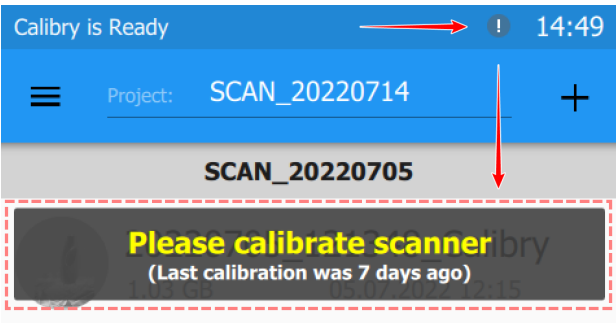 Calibry is Ready ! 14:49
Project: SCAN_20220714 +
SCAN_20220705
Please calibrate scanner
(Last calibration was 7 days ago)
1.03 GB 05.07.2022 12:15